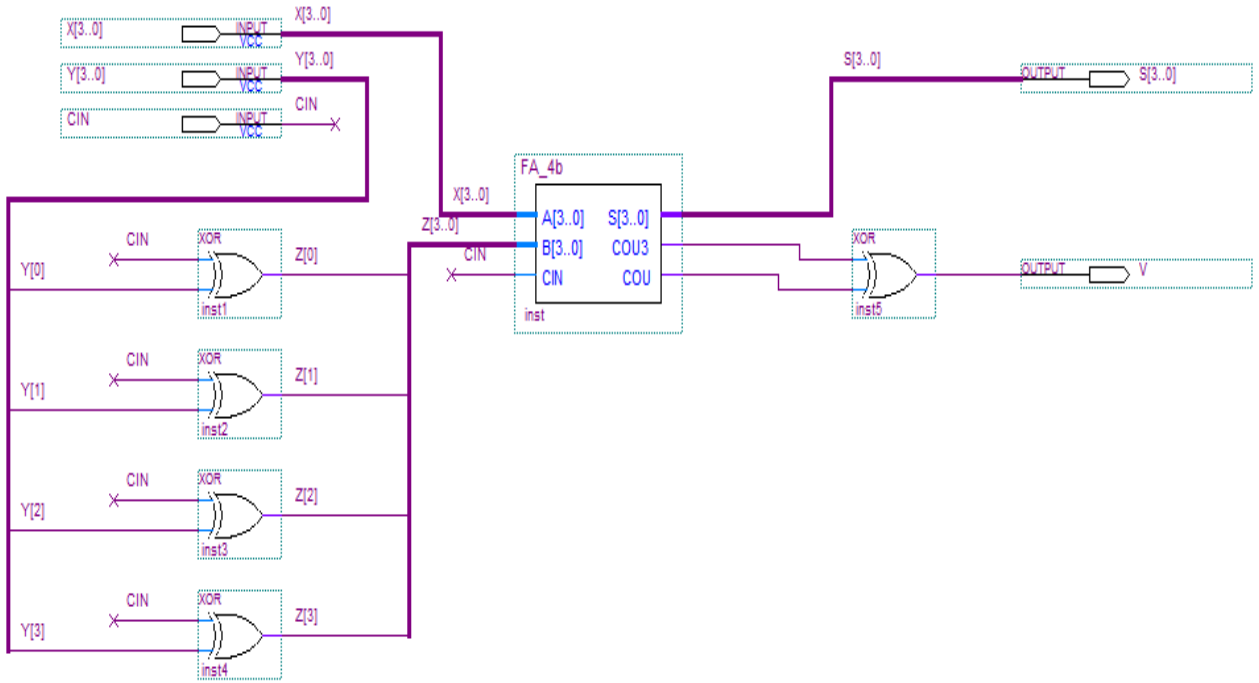 X[3..0]
X[3..0] INPUT
VCC
Y[3..0]
Y[3..0] INPUT
VCC
CIN
CIN INPUT
VCC
S[3..0]
OUTPUT S[3..0]
FA_4b
X[3..0]
A[3..0] S[3..0]
Z[3..0]
B[3..0] COU3
CIN
CIN COU
inst
CIN
XOR
Z[0]
Y[0]
inst1
CIN
XOR
Z[1]
Y[1]
inst2
CIN
XOR
Z[2]
Y[2]
inst3
CIN
XOR
Z[3]
Y[3]
inst4
XOR
inst5
OUTPUT V